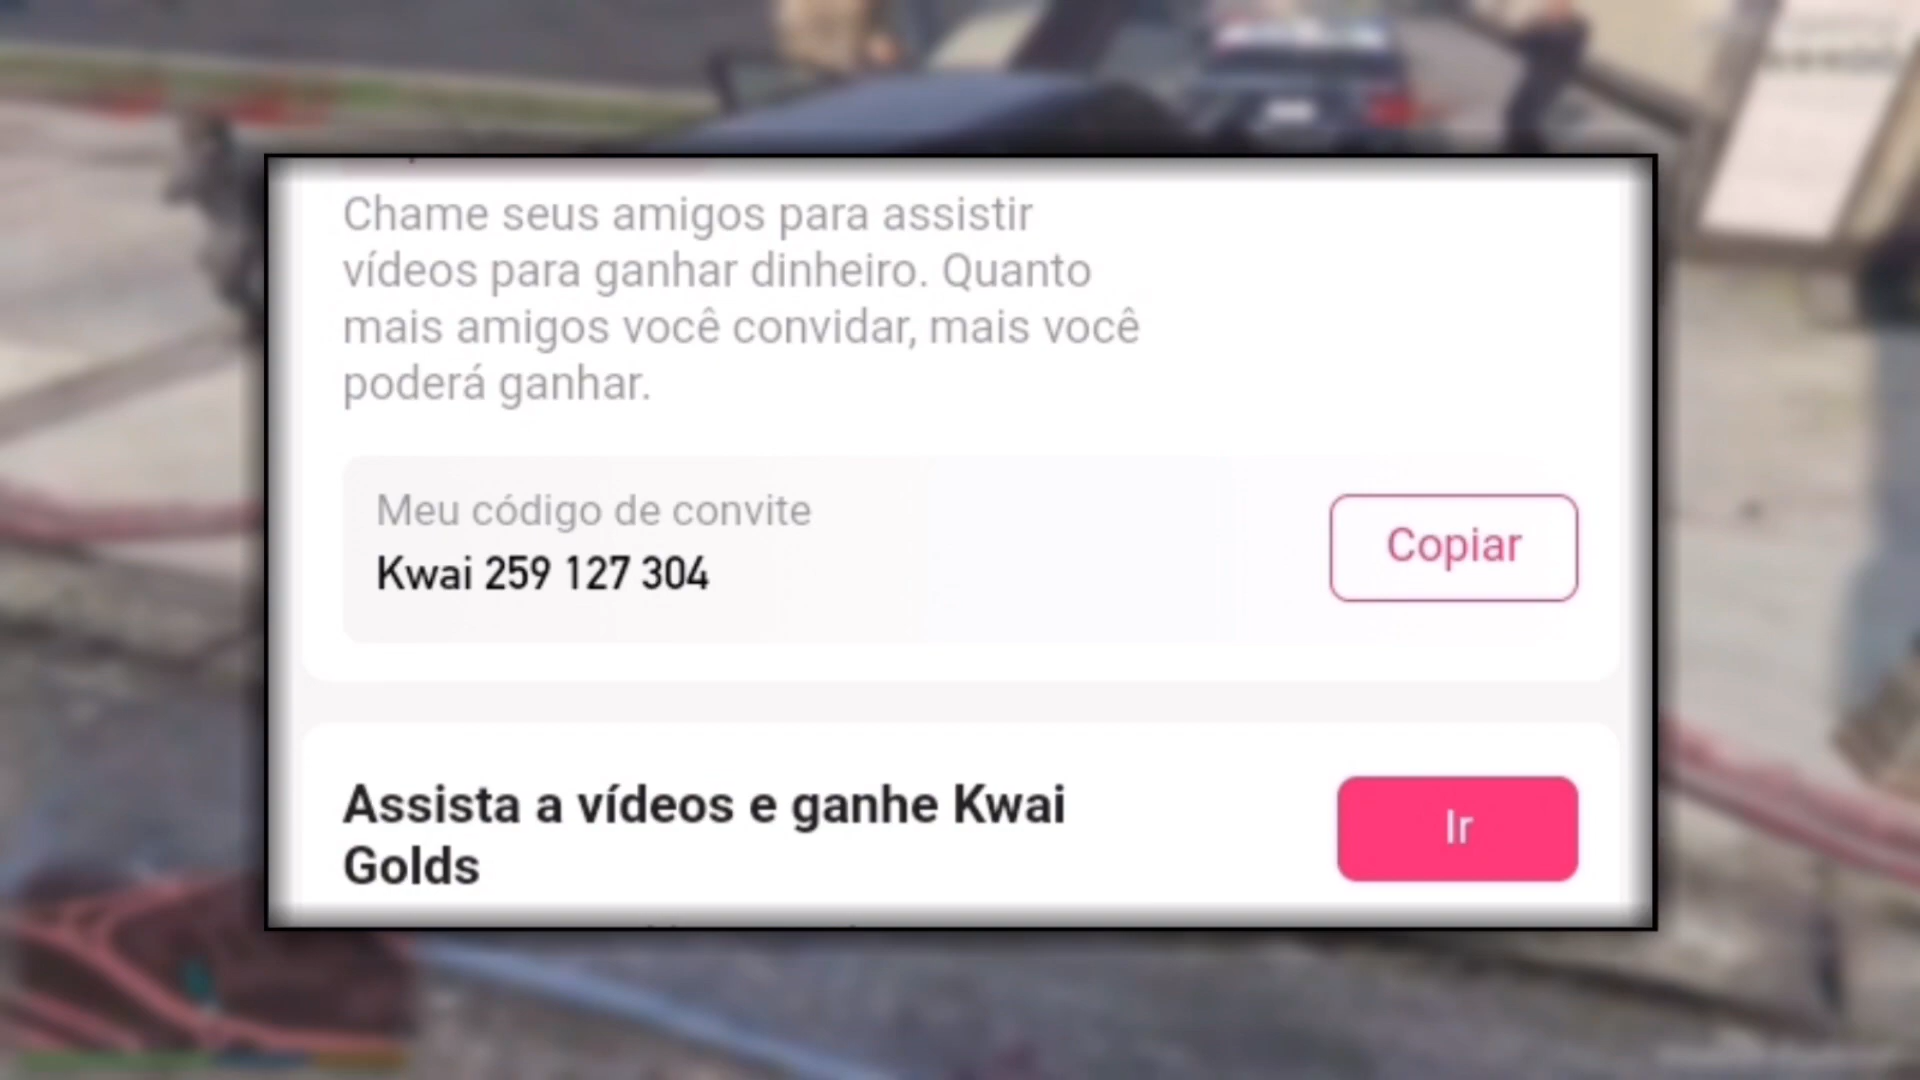 Chame seus amigos para assistir
vídeos para ganhar dinheiro. Quanto
mais amigos você convidar, mais você
poderá ganhar.
Meu código de convite
Kwai 259 127 304
Copiar
Assista a vídeos e ganhe Kwai
Golds
Ir